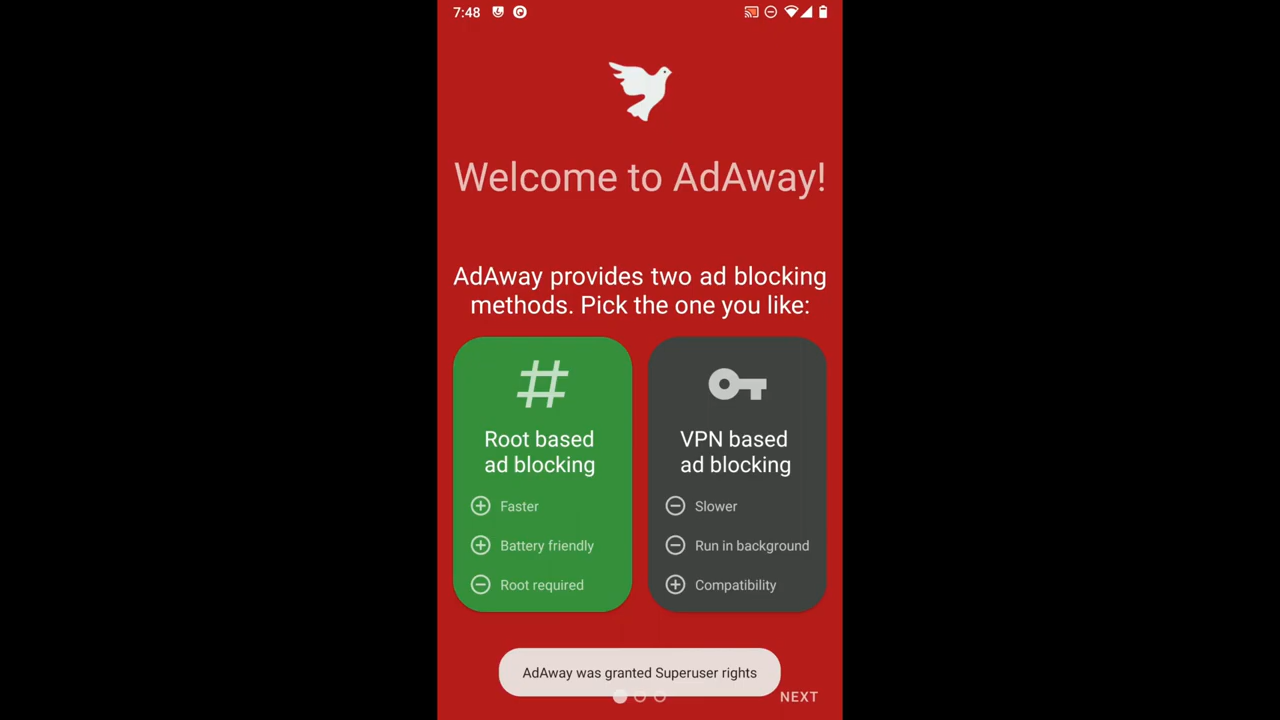 7:48
Welcome to AdAway!
AdAway provides two ad blocking
methods. Pick the one you like:
Root based
ad blocking
Faster
Battery friendly
Root required
VPN based
ad blocking
Slower
Run in background
Compatibility
AdAway was granted Superuser rights
NEXT